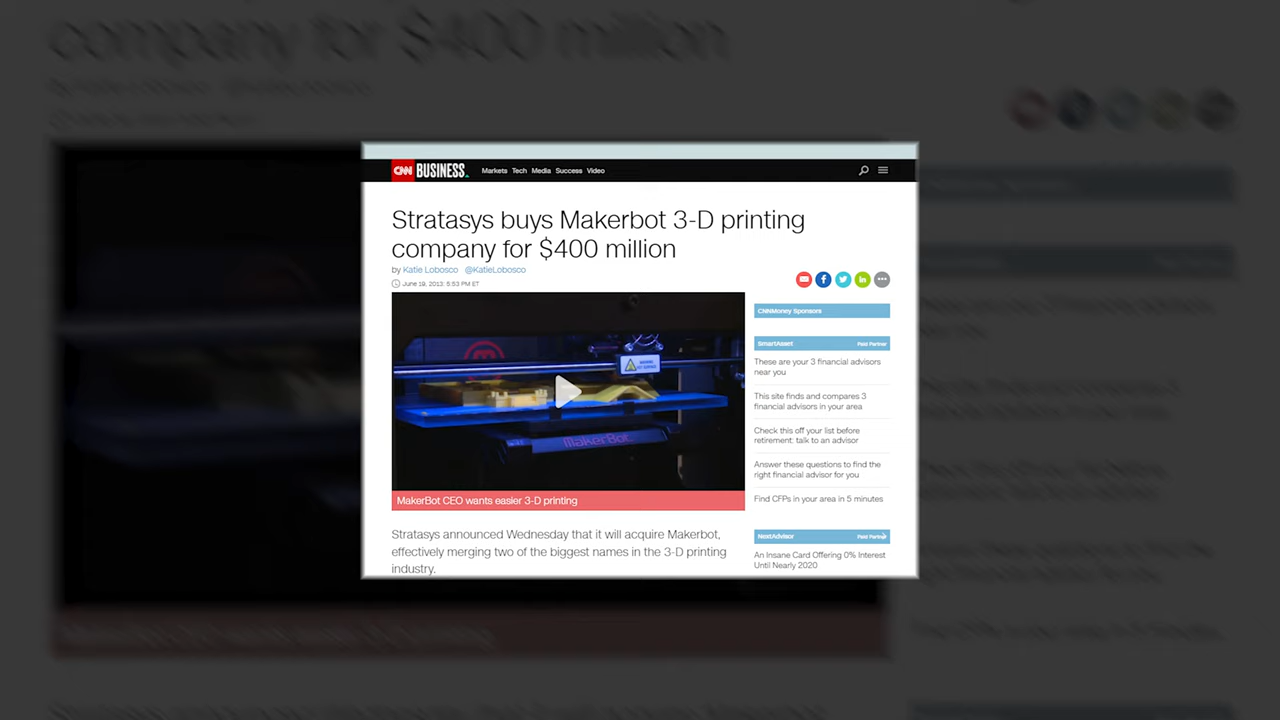 company for $400 million
CNN BUSINESS
Markets Tech Media Success Video
Stratasys buys Makerbot 3-D printing
company for $400 million
by Katie Lobosco @KatieLobosco
June 19, 2013: 5:53 PM ET
MakerBot
MakerBot CEO wants easier 3-D printing
Stratasys announced Wednesday that it will acquire Makerbot,
effectively merging two of the biggest names in the 3-D printing
industry.
CNNMoney Sponsors
SmartAsset Paid Partner
These are your 3 financial advisors
near you
This site finds and compares 3
financial advisors in your area
Check this off your list before
retirement: talk to an advisor
Answer these questions to find the
right financial advisor for you
Find CFPs in your area in 5 minutes
NextAdvisor Paid Partner
An Insane Card Offering 0% Interest
Until Nearly 2020